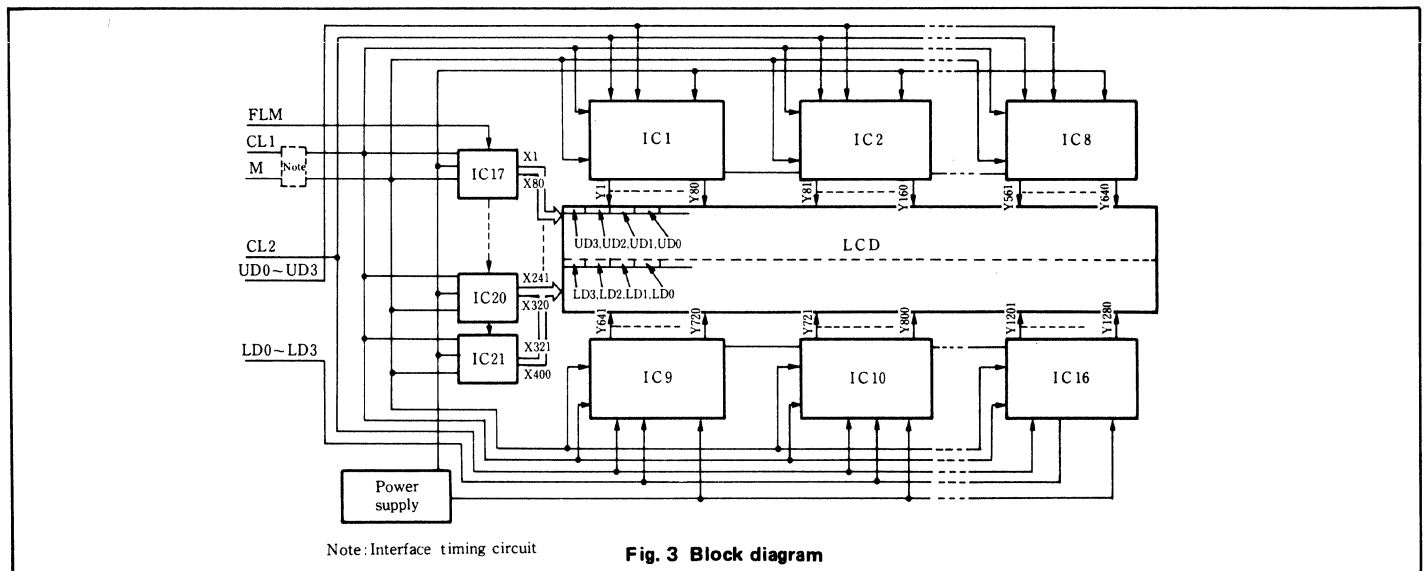 FLM
CL1
M
Note
CL2
UD0~UD3
LD0~LD3
IC17
X1
X80
IC20
X241
X320
IC21
X321
X400
IC1
IC2
IC8
Y1
Y80
Y81
Y160
Y561
Y640
UD3,UD2,UD1,UD0
LCD
LD3,LD2,LD1,LD0
Y641
Y720
Y721
Y800
Y1201
Y1280
IC9
IC10
IC16
Power
supply
Note:Interface timing circuit
Fig. 3 Block diagram